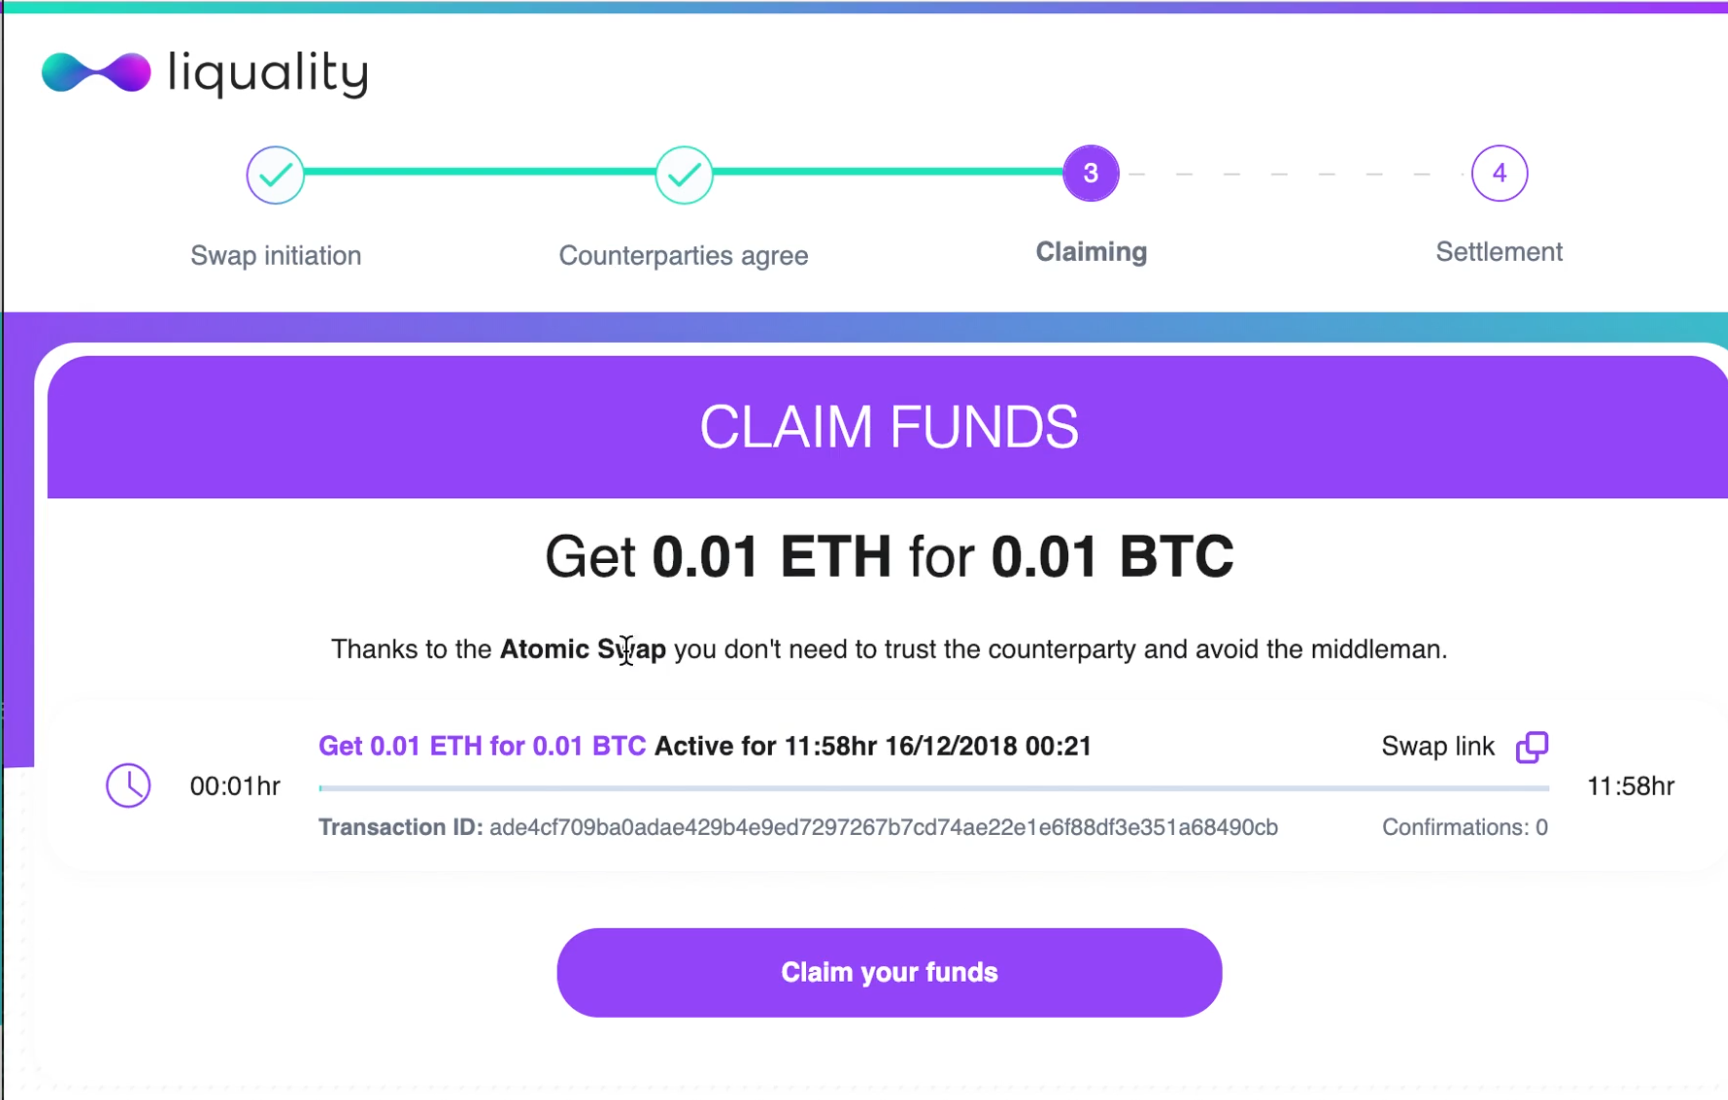 liquality
3
4
Swap initiation
Counterparties agree
Claiming
Settlement
CLAIM FUNDS
Get 0.01 ETH for 0.01 BTC
Thanks to the Atomic Swap you don't need to trust the counterparty and avoid the middleman.
Get 0.01 ETH for 0.01 BTC Active for 11:58hr 16/12/2018 00:21
Swap link
00:01hr
11:58hr
Transaction ID: ade4cf709ba0adae429b4e9ed7297267b7cd74ae22e1e6f88df3e351a68490cb
Confirmations: 0
Claim your funds